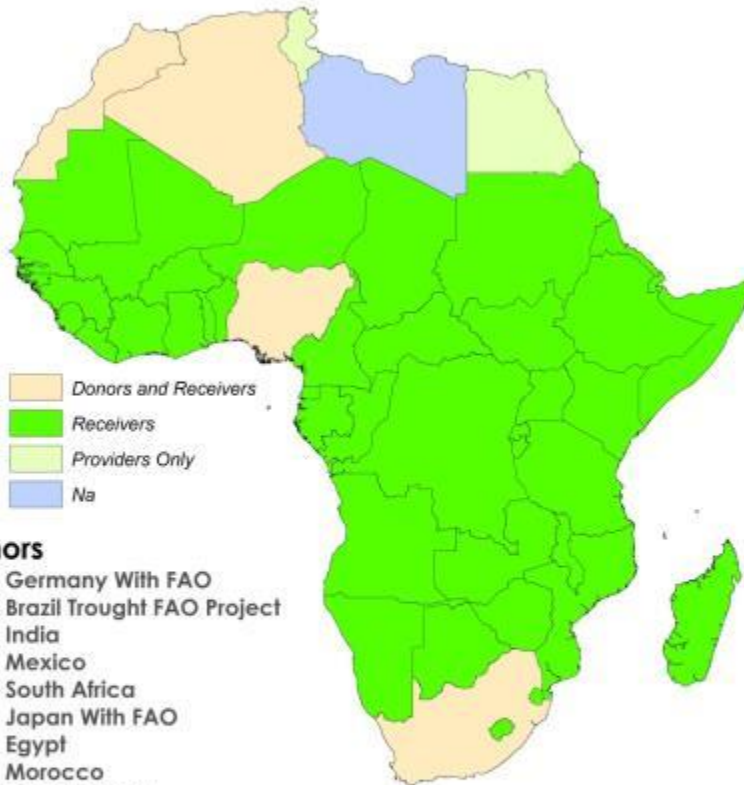 Donors and Receivers
Receivers
Providers Only
Na
nors
Germany With FAO
Brazil Trought FAO Project
India
Mexico
South Africa
Japan With FAO
Egypt
Morocco